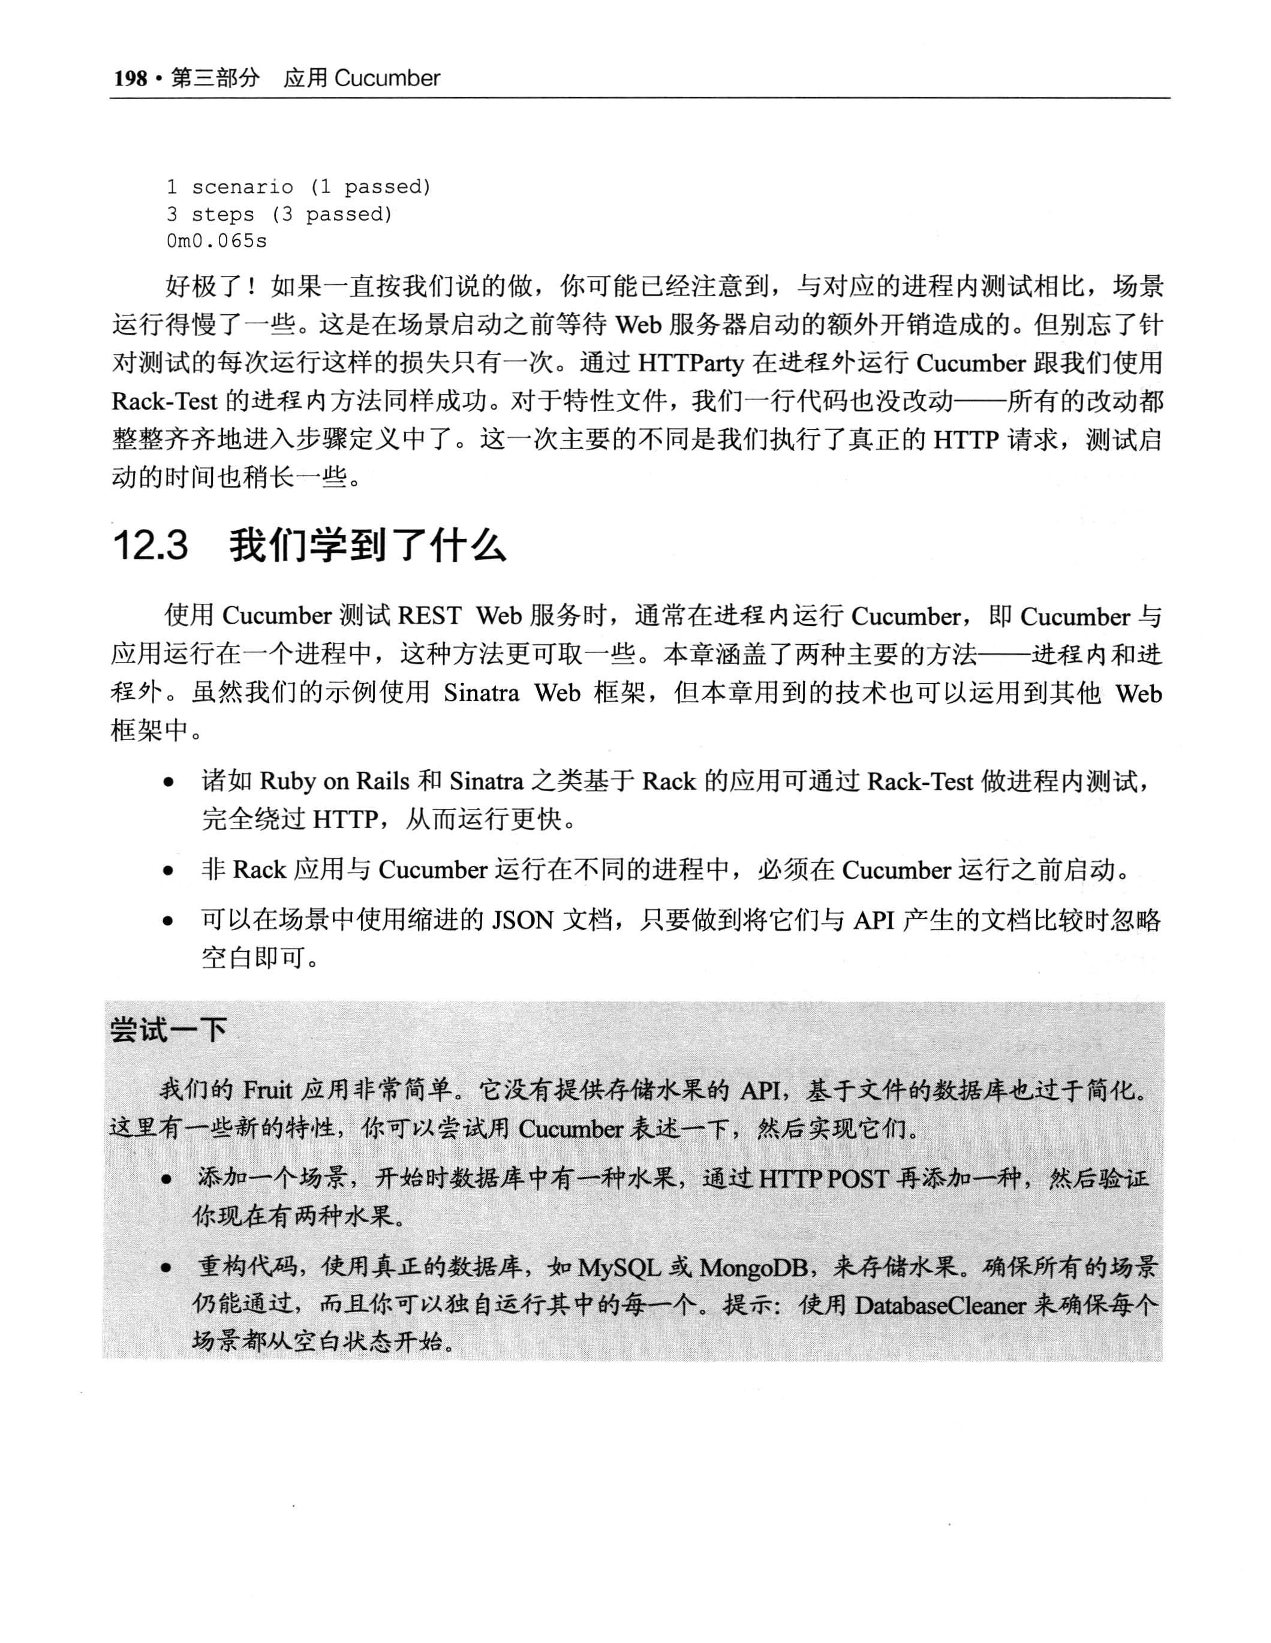 198·第三部分 应用 Cucumber
1 scenario (1 passed)
3 steps (3 passed)
0m0.065s
好极了！如果一直按我们说的做，你可能已经注意到，与对应的进程内测试相比，场景
运行得慢了一些。这是在场景启动之前等待 Web 服务器启动的额外开销造成的。但别忘了针
对测试的每次运行这样的损失只有一次。通过 HTTParty 在进程外运行 Cucumber 跟我们使用
Rack-Test 的进程内方法同样成功。对于特性文件，我们一行代码也没改动——所有的改动都
整整齐齐地进入步骤定义中了。这一次主要的不同是我们执行了真正的 HTTP 请求，测试启
动的时间也稍长一些。
12.3 我们学到了什么
使用 Cucumber 测试 REST Web 服务时，通常在进程内运行 Cucumber，即 Cucumber 与
应用运行在一个进程中，这种方法更可取一些。本章涵盖了两种主要的方法——进程内和进
程外。虽然我们的示例使用 Sinatra Web 框架，但本章用到的技术也可以运用到其他 Web
框架中。
● 诸如 Ruby on Rails 和 Sinatra 之类基于 Rack 的应用可通过 Rack-Test 做进程内测试，
完全绕过 HTTP，从而运行更快。
● 非 Rack 应用与 Cucumber 运行在不同的进程中，必须在 Cucumber 运行之前启动。
● 可以在场景中使用缩进的 JSON 文档，只要做到将它们与 API 产生的文档比较时忽略
空白即可。
尝试一下
我们的 Fruit 应用非常简单。它没有提供存储水果的 API，基于文件的数据库也过于简化。
这里有一些新的特性，你可以尝试用 Cucumber 表述一下，然后实现它们。
● 添加一个场景，开始时数据库中有一种水果，通过 HTTP POST 再添加一种，然后验证
你现在有两种水果。
● 重构代码，使用真正的数据库，如 MySQL 或 MongoDB，来存储水果。确保所有的场景
仍能通过，而且你可以独自运行其中的每一个。提示：使用 DatabaseCleaner 来确保每个
场景都从空白状态开始。